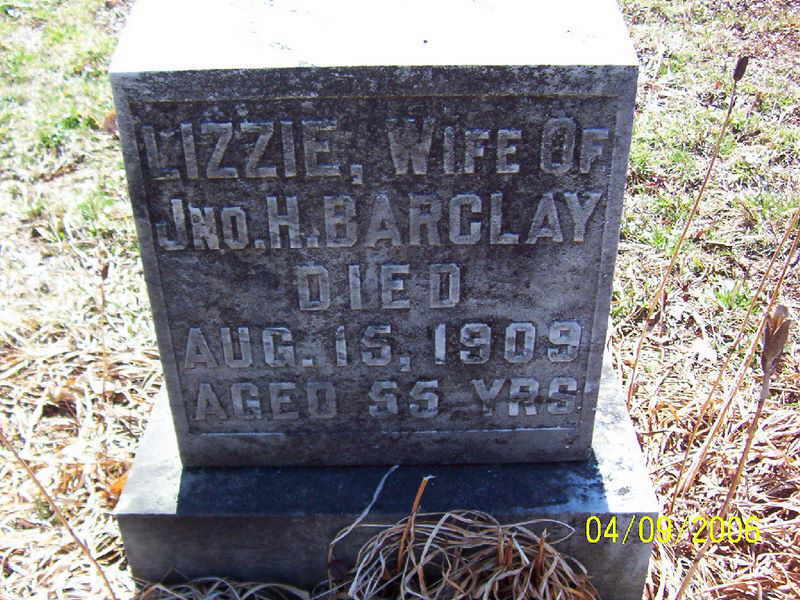 LIZZIE, WIFE OF
JNO. H. BARCLAY
DIED
AUG. 15, 1909
AGED 55 YRS
04/09/2006